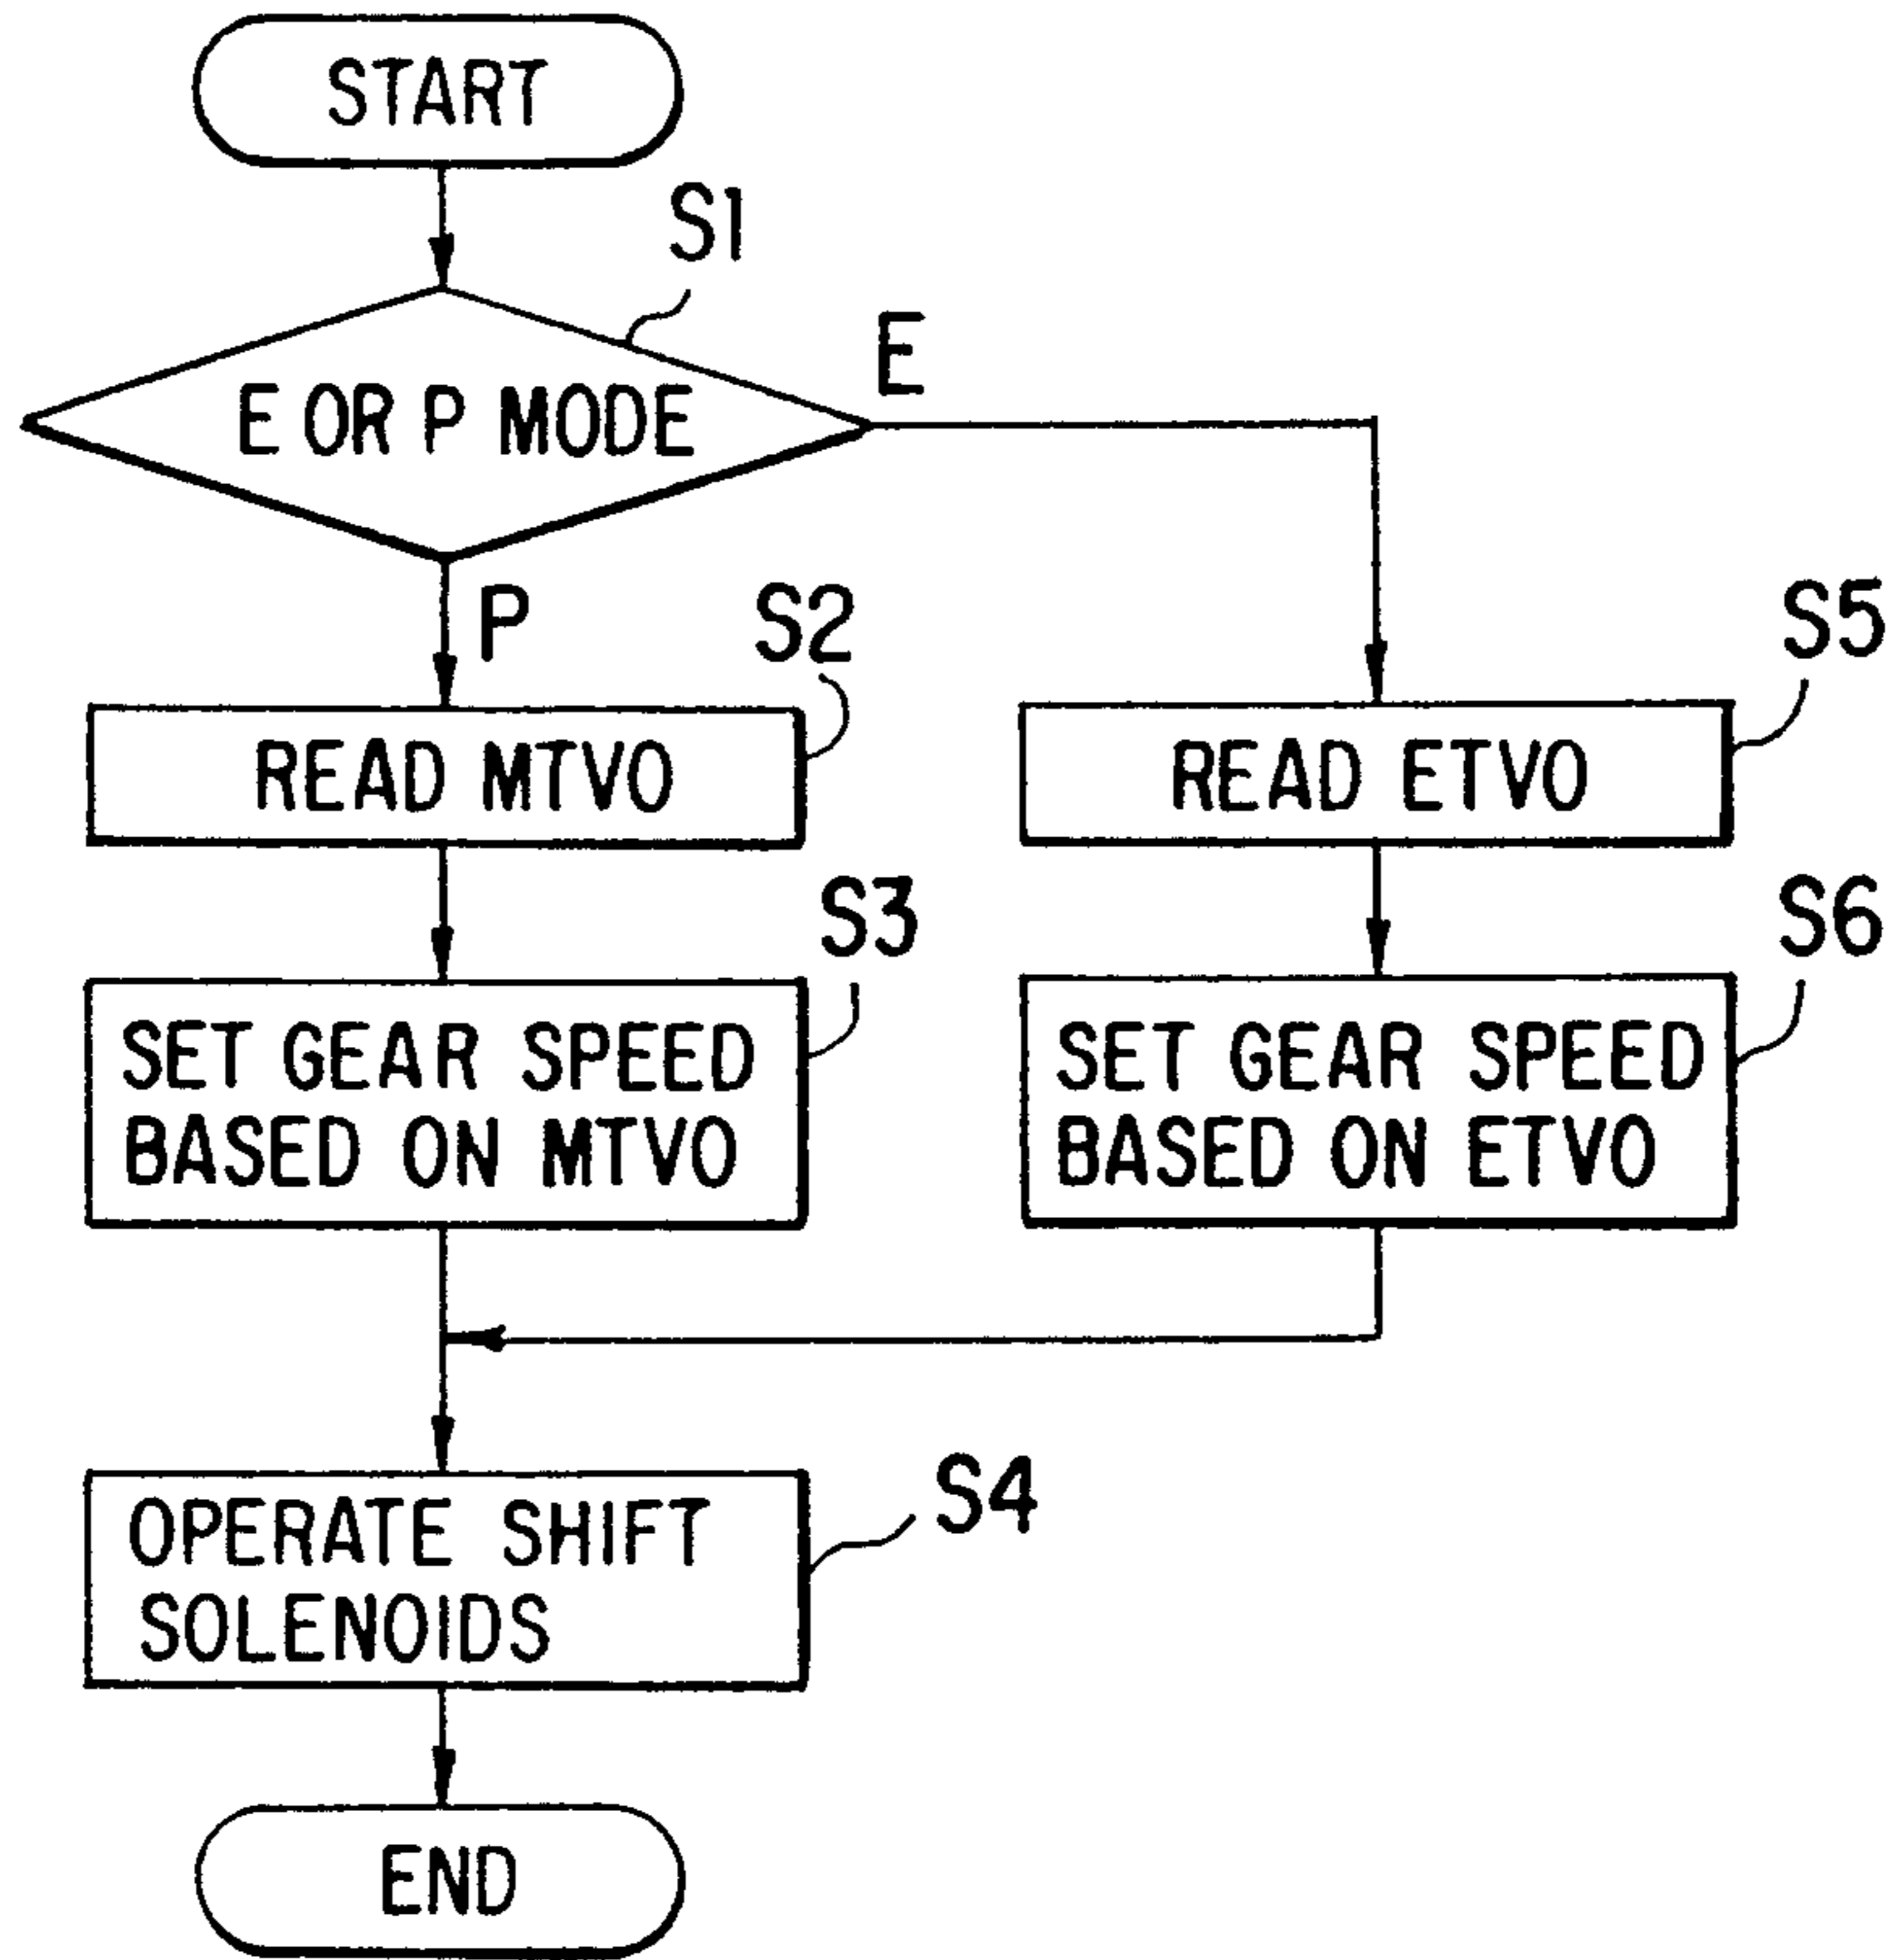 START
S1
E OR P MODE
E
P
S2
READ MTVO
S5
READ ETVO
S3
SET GEAR SPEED
BASED ON MTVO
S6
SET GEAR SPEED
BASED ON ETVO
S4
OPERATE SHIFT
SOLENOIDS
END